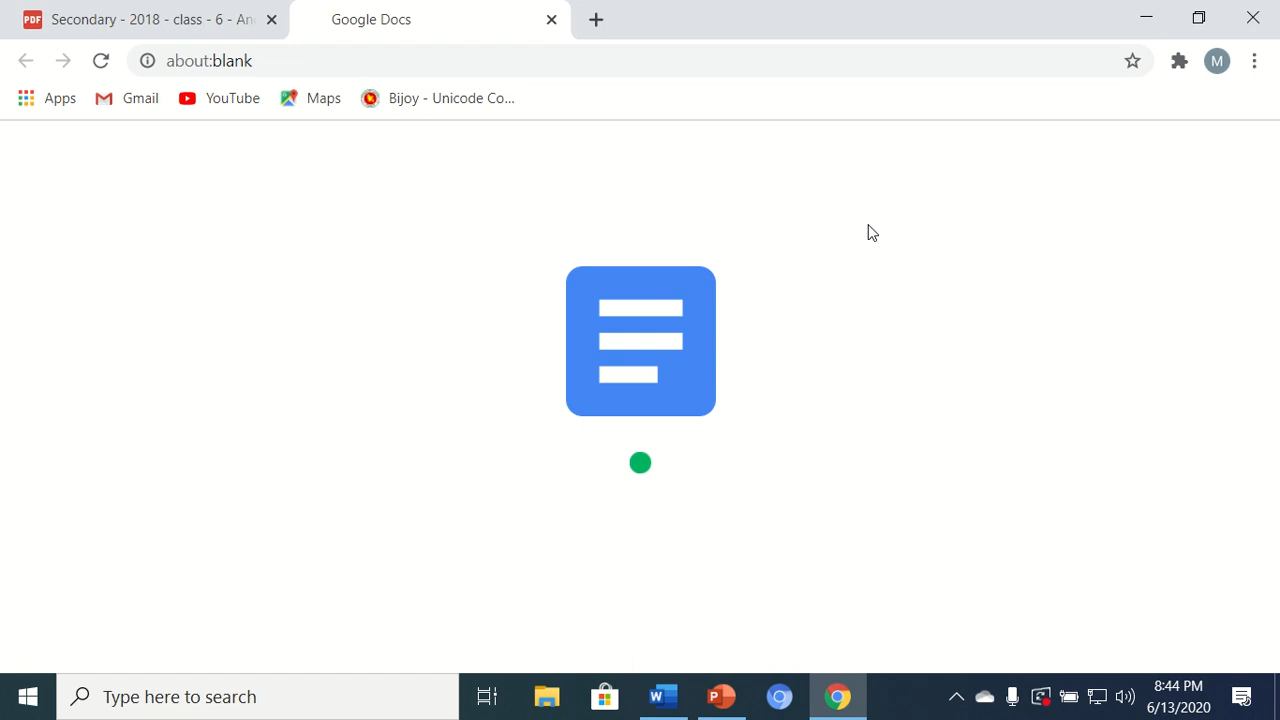 PDF Secondary - 2018 - class - 6 - An
Google Docs
about:blank
M
Apps
Gmail
YouTube
Maps
Bijoy - Unicode Co...
Type here to search
8:44 PM
6/13/2020